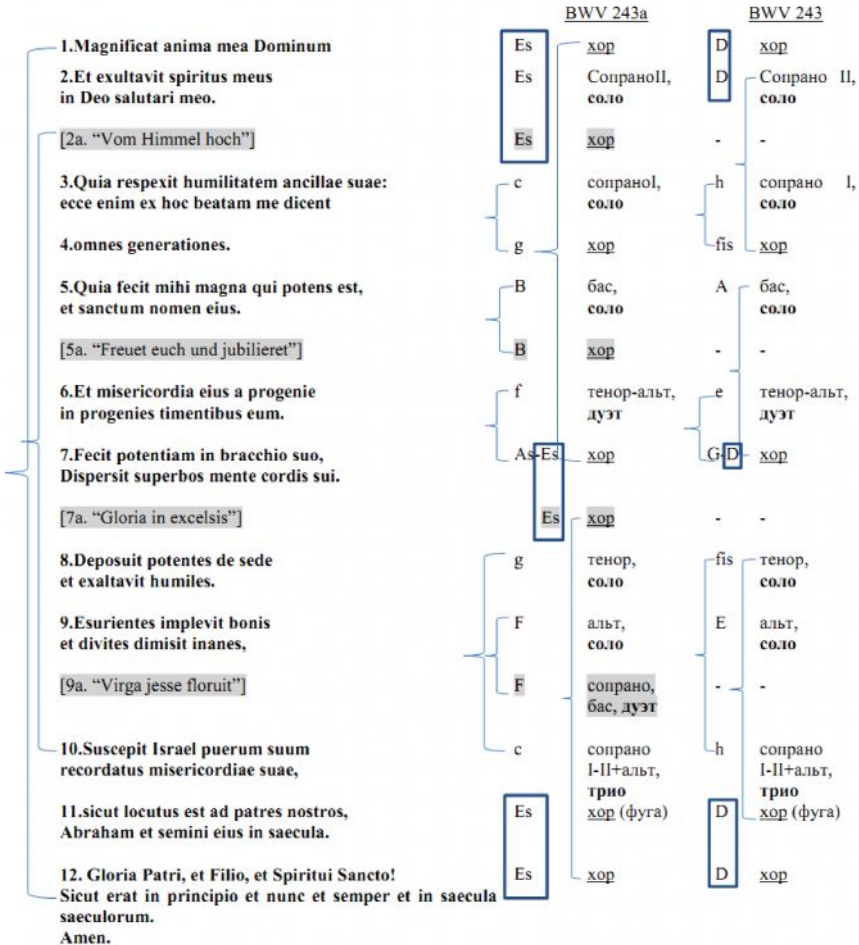 BWV 243a BWV 243
1.Magnificat anima mea Dominum Es хор D хор
2.Et exultavit spiritus meus Es СопраноII, D Сопрано II,
in Deo salutari meo. соло соло
[2a. “Vom Himmel hoch”] Es хор - -
3.Quia respexit humilitatem ancillae suae: c сопраноI, h сопрано I,
ecce enim ex hoc beatam me dicent соло соло
4.omnes generationes. g хор fis хор
5.Quia fecit mihi magna qui potens est, B бас, A бас,
et sanctum nomen eius. соло соло
[5a. “Freuet euch und jubilieret”] B хор - -
6.Et misericordia eius a progenie f тенор-альт, e тенор-альт,
in progenies timentibus eum. дуэт дуэт
7.Fecit potentiam in bracchio suo, As-Es хор G-D хор
Dispersit superbos mente cordis sui.
[7a. “Gloria in excelsis”] Es хор - -
8.Deposuit potentes de sede g тенор, fis тенор,
et exaltavit humiles. соло соло
9.Esurientes implevit bonis F альт, E альт,
et divites dimisit inanes, соло соло
[9a. “Virga jesse floruit”] F сопрано, - -
бас, дуэт
10.Suscepit Israel puerum suum c сопрано h сопрано
recordatus misericordiae suae, I-II+альт, I-II+альт,
трио трио
11.sicut locutus est ad patres nostros, Es хор (фуга) D хор (фуга)
Abraham et semini eius in saecula.
12. Gloria Patri, et Filio, et Spiritui Sancto! Es хор D хор
Sicut erat in principio et nunc et semper et in saecula
saeculorum.
Amen.